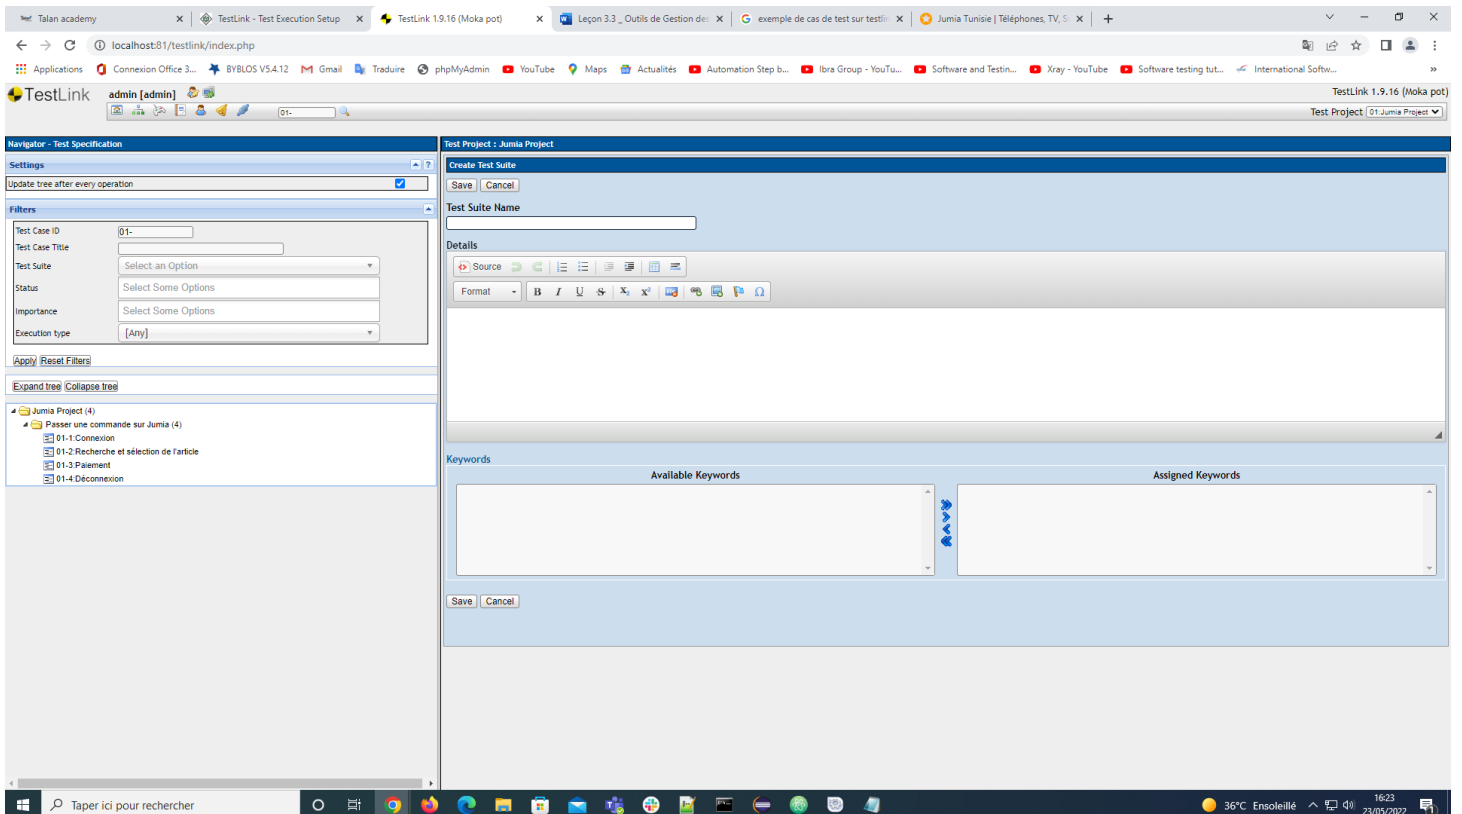 Talan academy
TestLink - Test Execution Setup
TestLink 1.9.16 (Moka pot)
Leçon 3.3 _ Outils de Gestion des
exemple de cas de test sur testlin
Jumia Tunisie | Téléphones, TV, S
localhost:81/testlink/index.php
Applications
Connexion Office 3...
BYBLOS V5.4.12
Gmail
Traduire
phpMyAdmin
YouTube
Maps
Actualités
Automation Step b...
Ibra Group - YouTu...
Software and Testin...
Xray - YouTube
Software testing tut...
International Softw...
TestLink
admin [admin]
TestLink 1.9.16 (Moka pot)
01-
Test Project 01:Jumia Project
Navigator - Test Specification
Settings
Update tree after every operation
Filters
Test Case ID 01-
Test Case Title
Test Suite Select an Option
Status Select Some Options
Importance Select Some Options
Execution type [Any]
Apply Reset Filters
Expand tree Collapse tree
Jumia Project (4)
Passer une commande sur Jumia (4)
01-1:Connexion
01-2:Recherche et sélection de l'article
01-3:Paiement
01-4:Déconnexion
Test Project : Jumia Project
Create Test Suite
Save Cancel
Test Suite Name
Details
Source
Format B I U S X₂ X² Ω
Keywords
Available Keywords
Assigned Keywords
Save Cancel
Taper ici pour rechercher
36°C Ensoleillé
16:23
23/05/2022